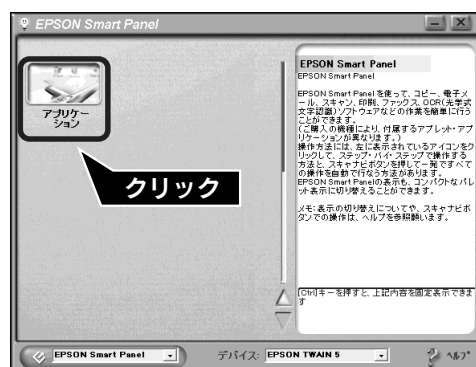 EPSON Smart Panel
アプリケー
ション
クリック
EPSON Smart Panel
EPSON Smart Panel
EPSON Smart Panel を使って、コピー、電子メ
ール、スキャン、印刷、ファックス、OCR(光学式
文字認識)ソフトウェアなどの作業を簡単に行う
ことができます。
(ご購入の機種により、付属するアプレット・アプ
リケーションが異なります。)
操作方法には、左に表示されているアイコンをク
リックして、ステップ・バイ・ステップで操作する
方法と、スキャナビボタンを押して一発ですべて
の操作を自動で行なう方法があります。
EPSON Smart Panelの表示も、コンパクトなパレ
ット表示に切り替えることができます。
メモ:表示の切り替えについてや、スキャナビボ
タンでの操作は、ヘルプを参照願います。
[Ctrl]キーを押すと、上記内容を固定表示できま
す
EPSON Smart Panel
デバイス:
EPSON TWAIN 5
ヘルプ